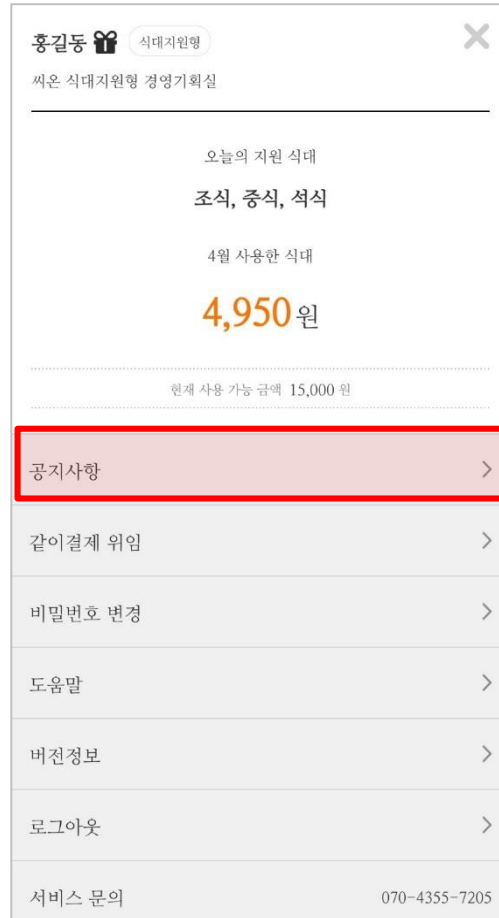 홍길동 식대지원형
씨온 식대지원형 경영기획실
오늘의 지원 식대
조식, 중식, 석식
4월 사용한 식대
4,950 원
현재 사용 가능 금액 15,000 원
공지사항
같이결제 위임
비밀번호 변경
도움말
버전정보
로그아웃
서비스 문의 070-4355-7205